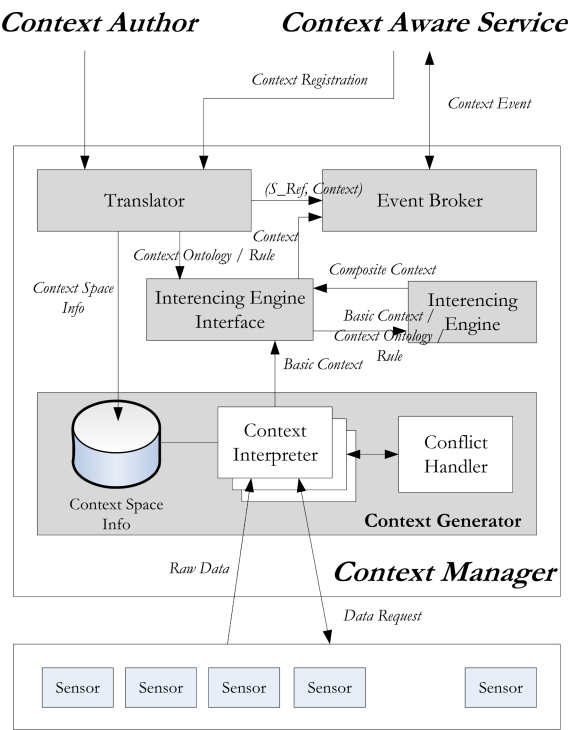 Context Author
Context Aware Service
Context Registration
Context Event
Translator
(S_Ref, Context)
Event Broker
Context
Context Ontology / Rule
Context Space
Info
Composite Context
Interencing Engine
Interface
Interencing
Engine
Basic Context /
Context Ontology /
Rule
Basic Context
Context
Interpreter
Conflict
Handler
Context Space
Info
Context Generator
Raw Data
Context Manager
Data Request
Sensor
Sensor
Sensor
Sensor
Sensor